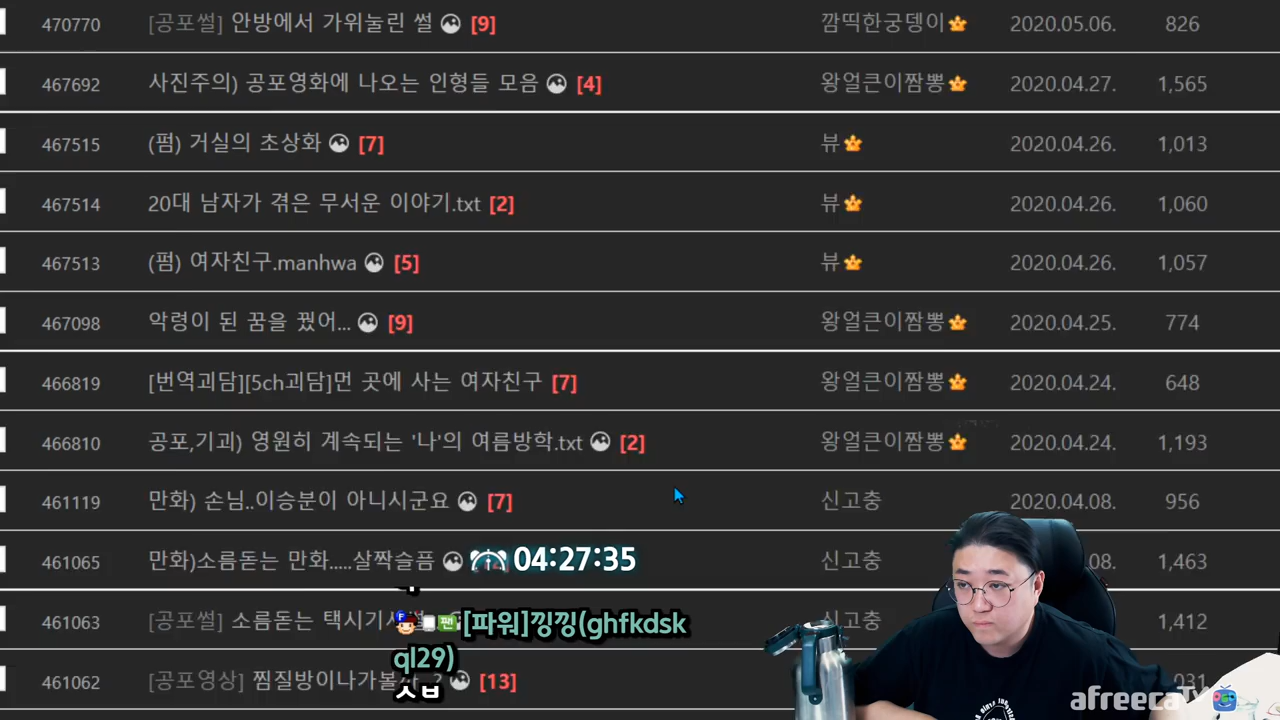 470770 [공포썰] 안방에서 가위눌린 썰 [9] 깜띡한궁뎅이 2020.05.06. 826
467692 사진주의) 공포영화에 나오는 인형들 모음 [4] 왕얼큰이짬뽕 2020.04.27. 1,565
467515 (펌) 거실의 초상화 [7] 뷰 2020.04.26. 1,013
467514 20대 남자가 겪은 무서운 이야기.txt [2] 뷰 2020.04.26. 1,060
467513 (펌) 여자친구.manhwa [5] 뷰 2020.04.26. 1,057
467098 악령이 된 꿈을 꿨어... [9] 왕얼큰이짬뽕 2020.04.25. 774
466819 [번역괴담][5ch괴담]먼 곳에 사는 여자친구 [7] 왕얼큰이짬뽕 2020.04.24. 648
466810 공포,기괴) 영원히 계속되는 '나'의 여름방학.txt [2] 왕얼큰이짬뽕 2020.04.24. 1,193
461119 만화) 손님..이승분이 아니시군요 [7] 신고충 2020.04.08. 956
461065 만화)소름돋는 만화.....살짝슬픔 04:27:35 신고충 08. 1,463
461063 [공포썰] 소름돋는 택시기사 신고충 1,412
팬 [파워]낑낑(ghfkdsk
ql29)
ㅅㅂ
461062 [공포영상] 찜질방이나가볼까 [13]
afreecaTV